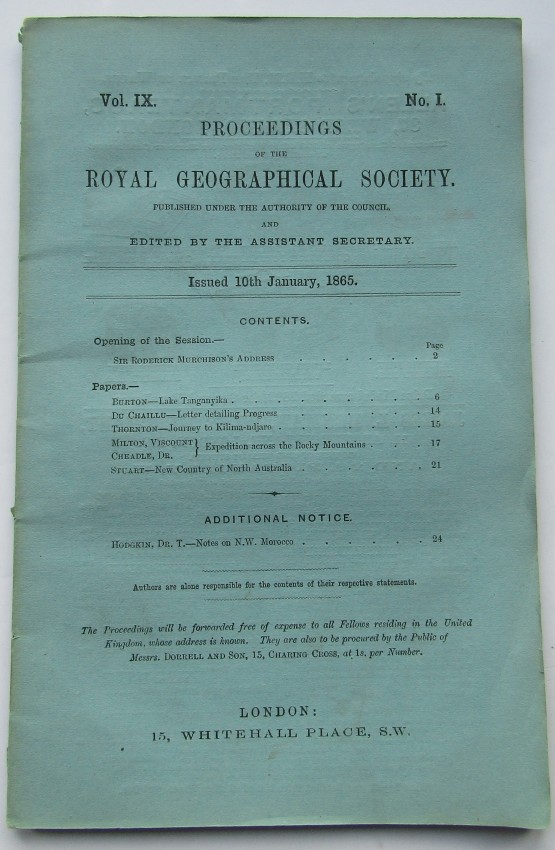 Vol. IX. No. I.
PROCEEDINGS
OF THE
ROYAL GEOGRAPHICAL SOCIETY.
PUBLISHED UNDER THE AUTHORITY OF THE COUNCIL,
AND
EDITED BY THE ASSISTANT SECRETARY.
Issued 10th January, 1865.
CONTENTS.
Opening of the Session.—
Page
SIR RODERICK MURCHISON'S ADDRESS . . . . . . 2
Papers.—
BURTON—Lake Tanganyika . . . . . . . . 6
DU CHAILLU—Letter detailing Progress . . . . . . 14
THORNTON—Journey to Kilima-ndjaro . . . . . . 15
MILTON, VISCOUNT } Expedition across the Rocky Mountains . . . 17
CHEADLE, DR.
STUART—New Country of North Australia . . . . . . 21
ADDITIONAL NOTICE.
HODGKIN, DR. T.—Notes on N.W. Morocco . . . . . . 24
Authors are alone responsible for the contents of their respective statements.
The Proceedings will be forwarded free of expense to all Fellows residing in the United
Kingdom, whose address is known. They are also to be procured by the Public of
Messrs. DORRELL AND SON, 15, CHARING CROSS, at 1s. per Number.
LONDON:
15, WHITEHALL PLACE, S.W.